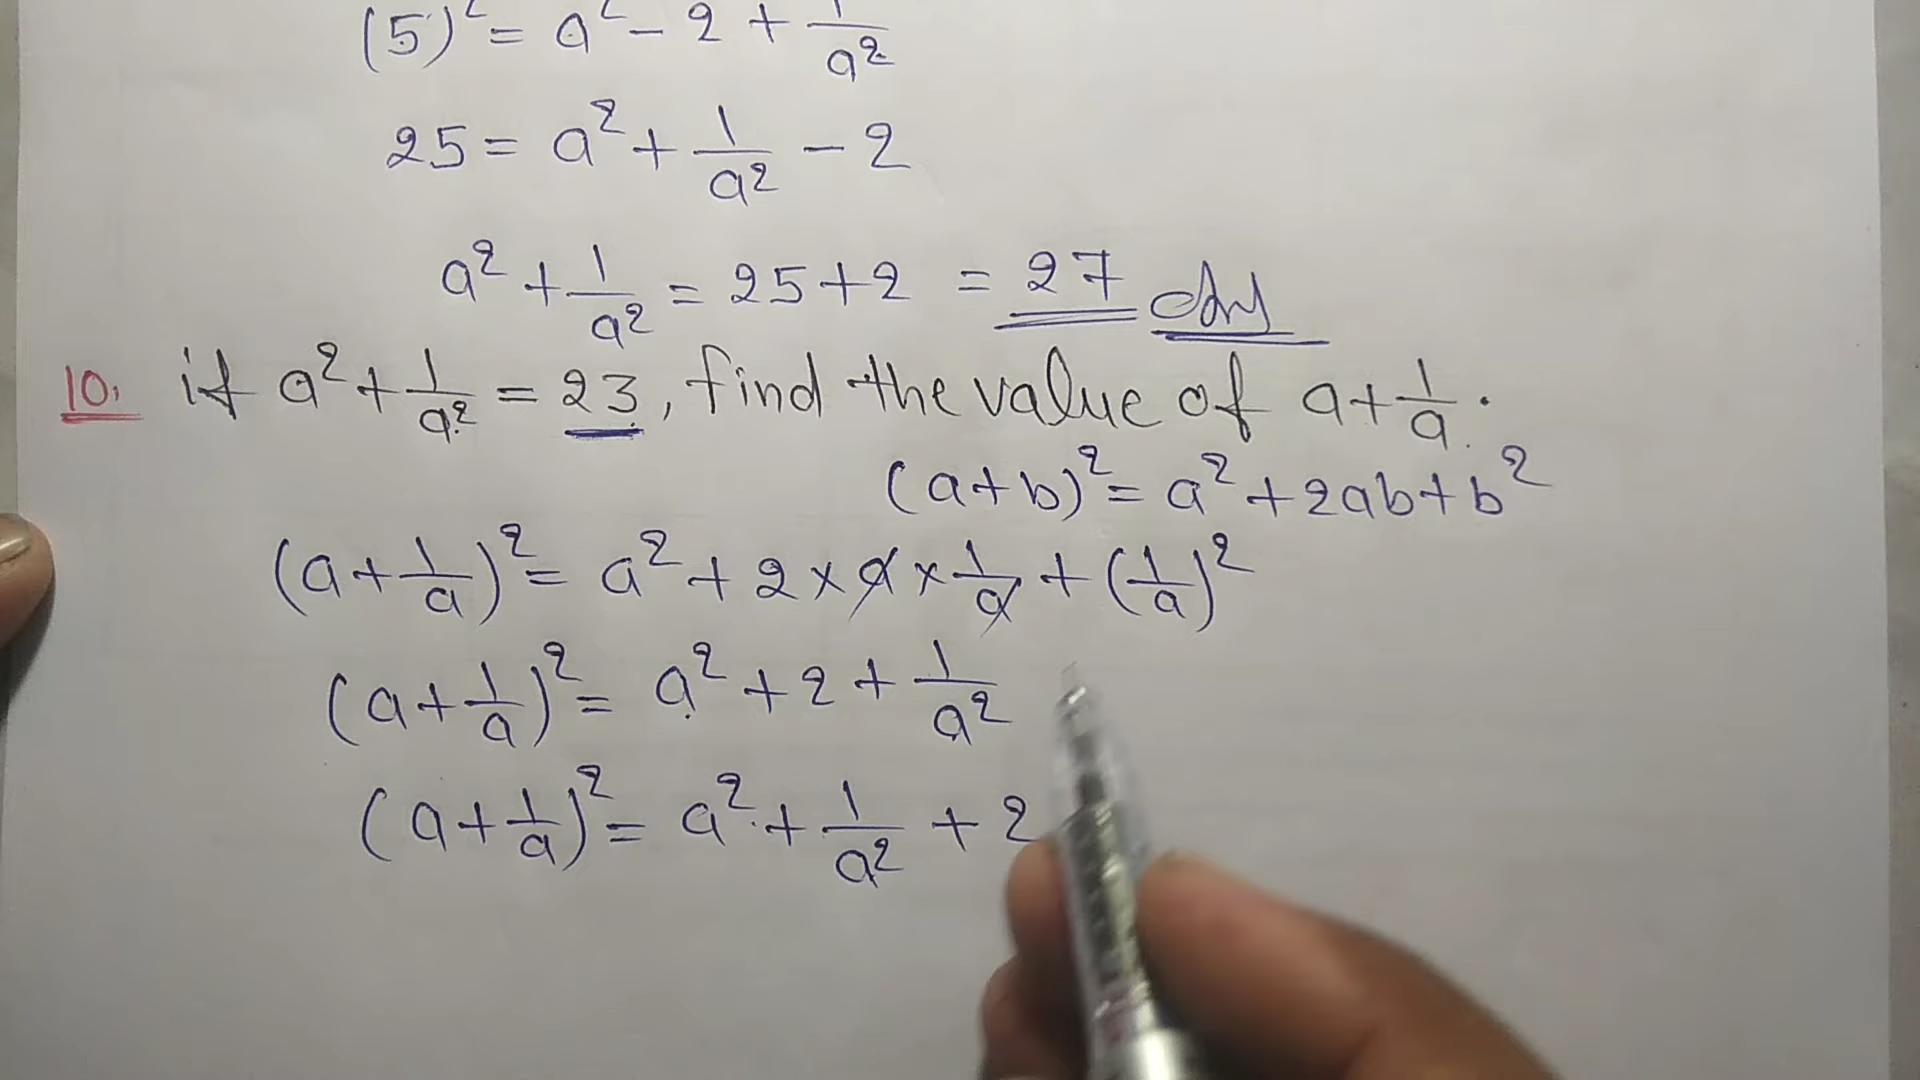 (5)² = a² - 2 + 1/a²
25 = a² + 1/a² - 2
a² + 1/a² = 25 + 2 = 27 Ans
10. if a² + 1/a² = 23, find the value of a + 1/a.
(a+b)² = a² + 2ab + b²
(a + 1/a)² = a² + 2 × a × 1/a + (1/a)²
(a + 1/a)² = a² + 2 + 1/a²
(a + 1/a)² = a² + 1/a² + 2